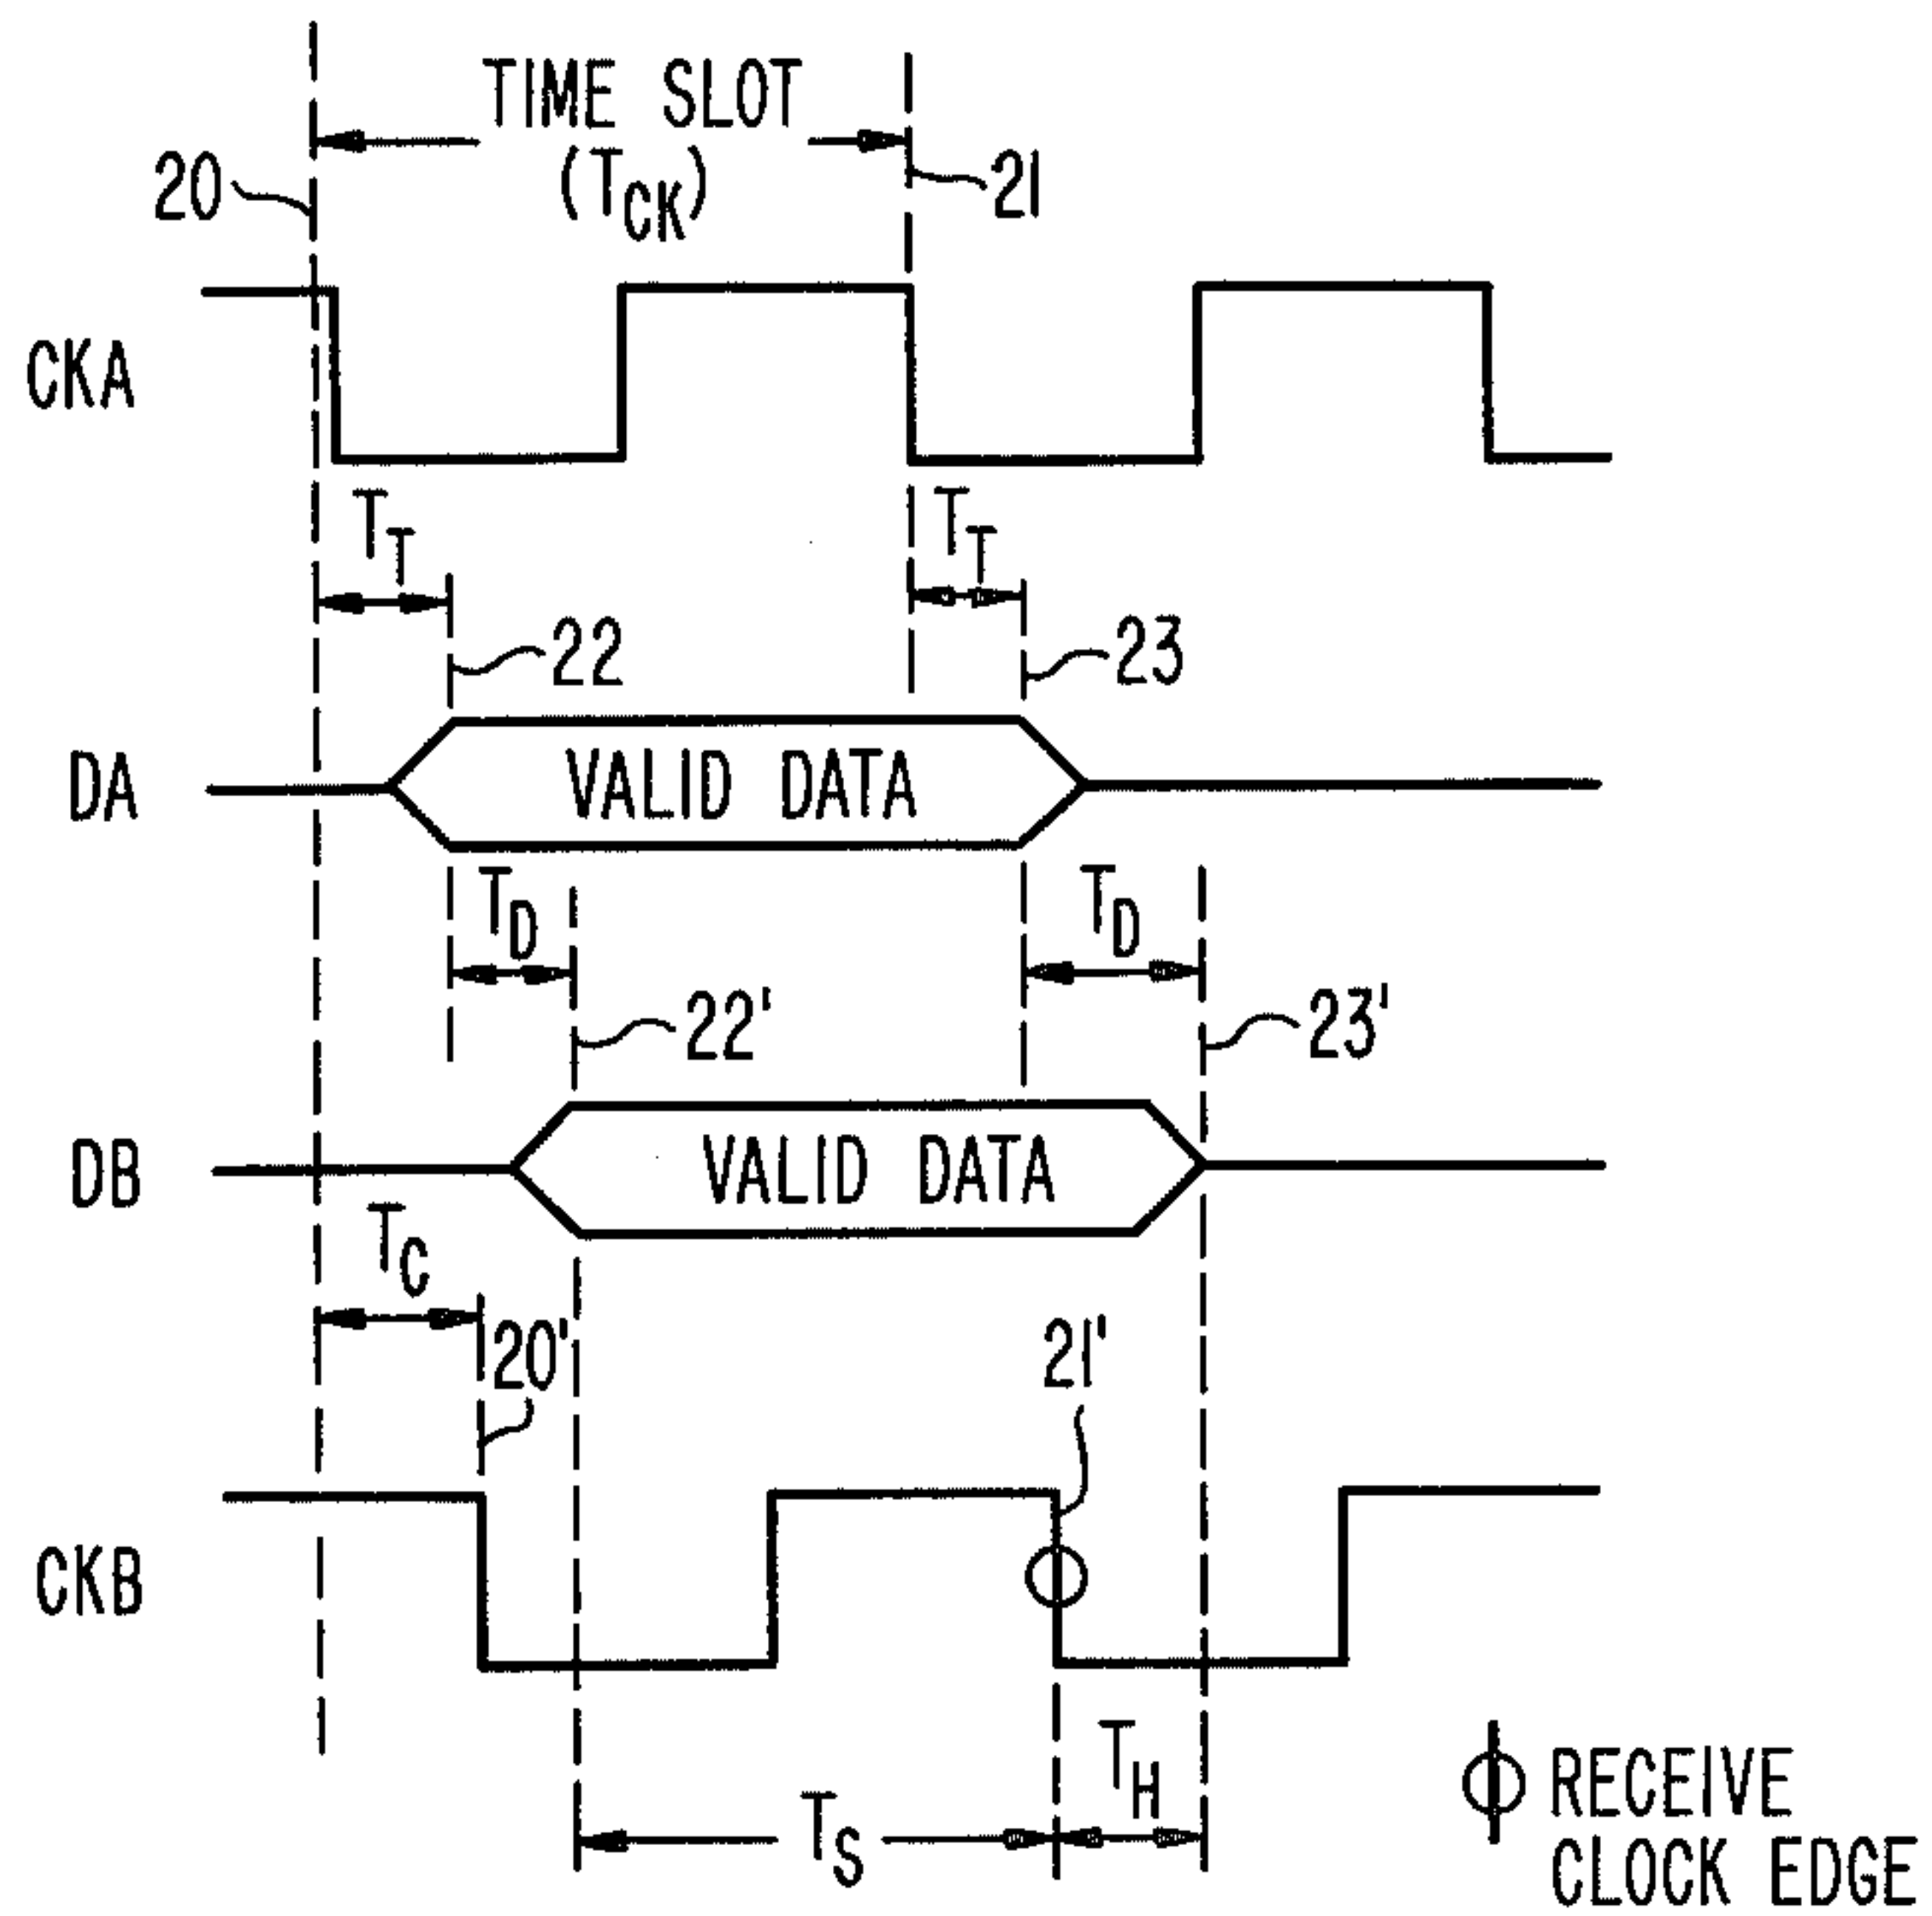 TIME SLOT
(TCK)
20
21
CKA
TT
TT
22
23
DA
VALID DATA
TD
TD
22'
23'
DB
VALID DATA
TC
20'
21'
CKB
TS
TH
RECEIVE
CLOCK EDGE